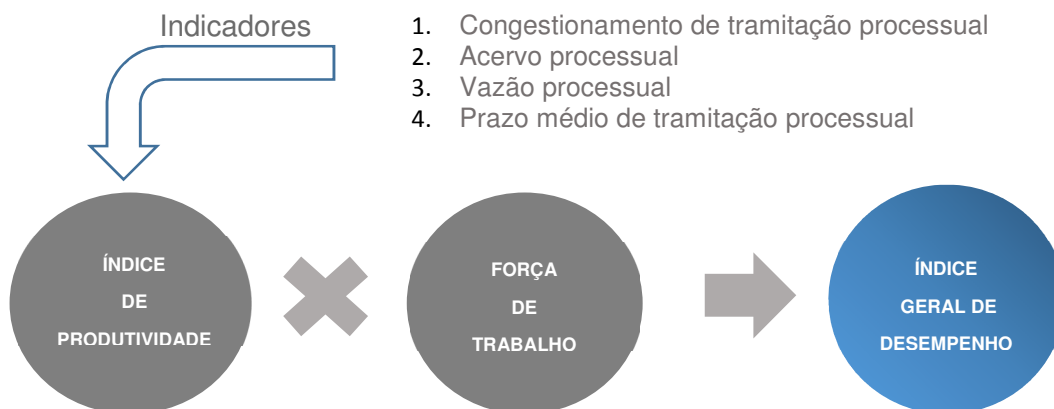 Indicadores
1. Congestionamento de tramitação processual
2. Acervo processual
3. Vazão processual
4. Prazo médio de tramitação processual
ÍNDICE
DE
PRODUTIVIDADE
FORÇA
DE
TRABALHO
ÍNDICE
GERAL DE
DESEMPENHO